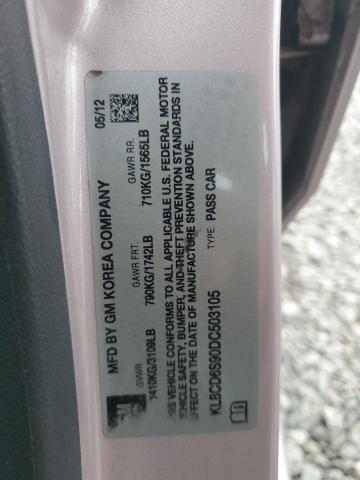 05/12
MFD BY GM KOREA COMPANY
GVWR GAWR FRT. GAWR RR.
1410KG/3109LB 790KG/1742LB 710KG/1565LB
THIS VEHICLE CONFORMS TO ALL APPLICABLE U.S. FEDERAL MOTOR
VEHICLE SAFETY, BUMPER, AND THEFT PREVENTION STANDARDS IN
EFFECT ON THE DATE OF MANUFACTURE SHOWN ABOVE.
KL8CD6S90DC503105 TYPE: PASS CAR